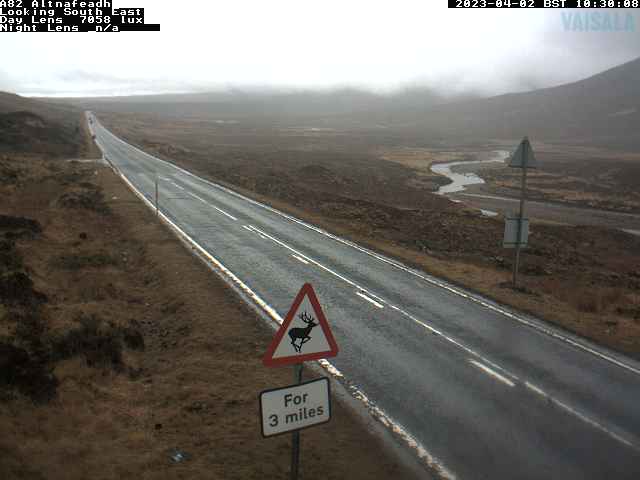 A82 Altnafeadh
Looking South East
Day Lens 7058 lux
Night Lens n/a
2023-04-02 BST 10:30:08
VAISALA
For
3 miles